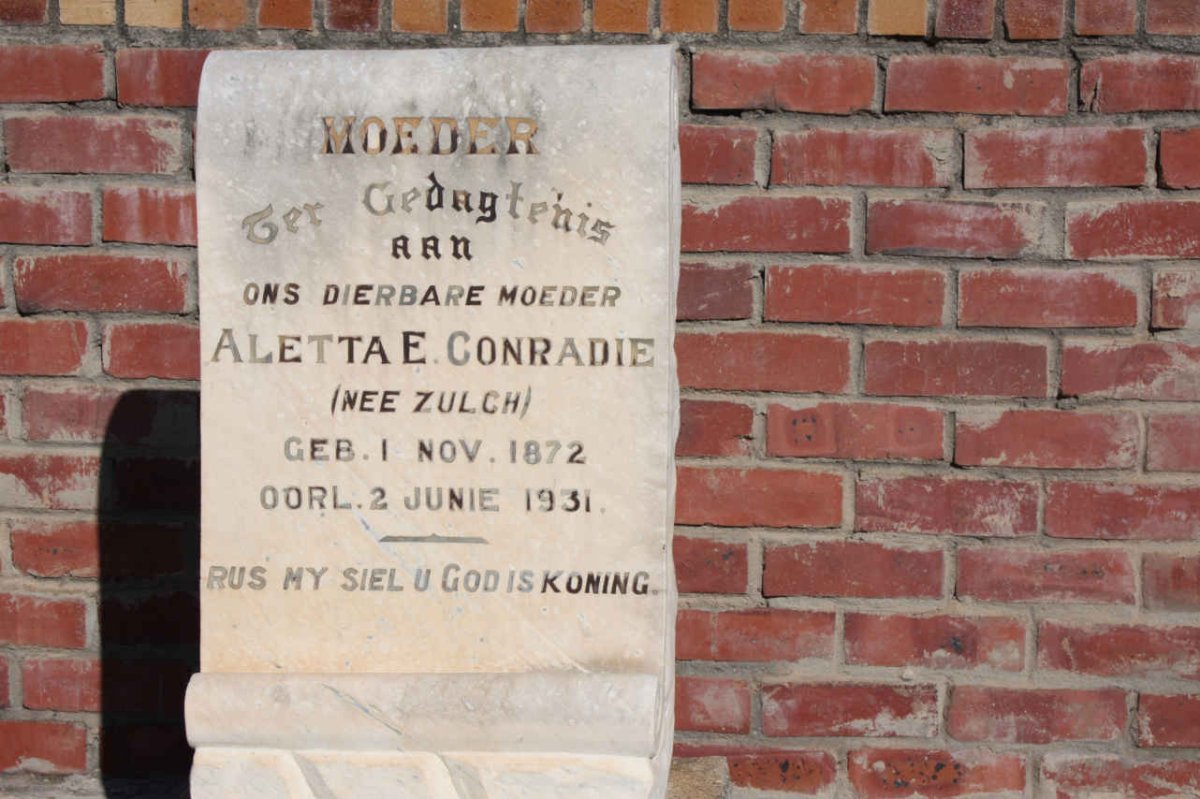 MOEDER
Ter Gedagtenis
AAN
ONS DIERBARE MOEDER
ALETTA E. CONRADIE
(NEE ZULCH)
GEB. 1 NOV. 1872
OORL. 2 JUNIE 1931.
RUS MY SIEL U GOD IS KONING.